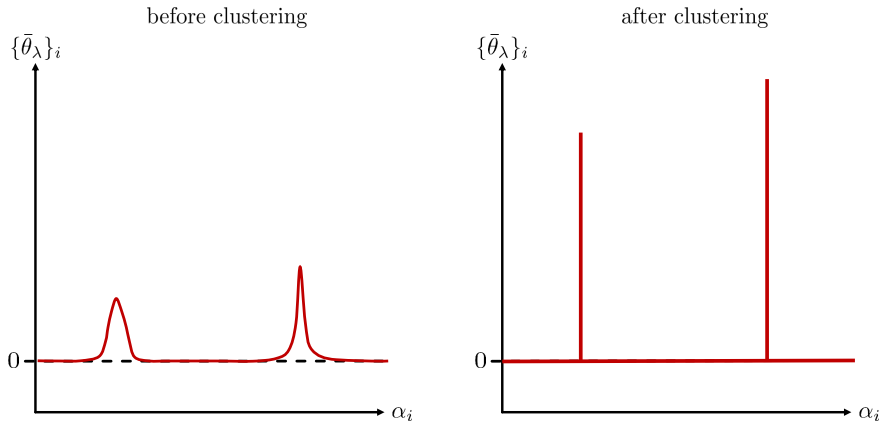 before clustering
{θ̄_λ}_i
0
α_i
after clustering
{θ̄_λ}_i
0
α_i